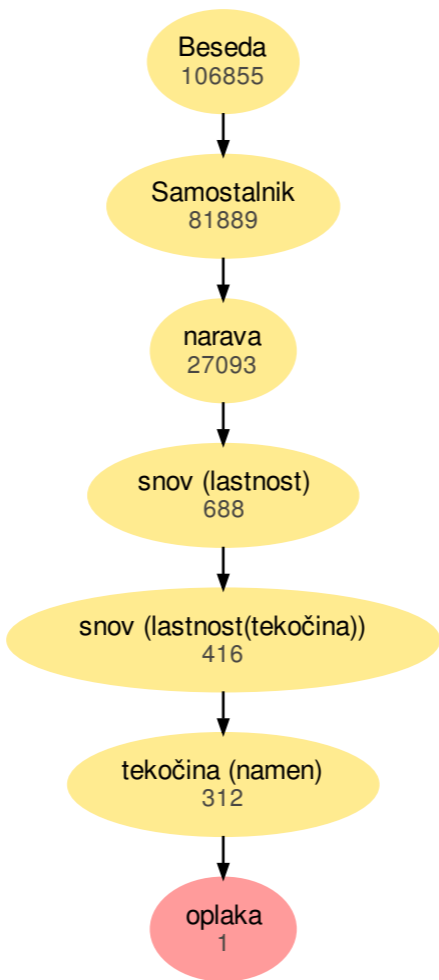 Beseda
106855
Samostalnik
81889
narava
27093
snov (lastnost)
688
snov (lastnost(tekočina))
416
tekočina (namen)
312
oplaka
1